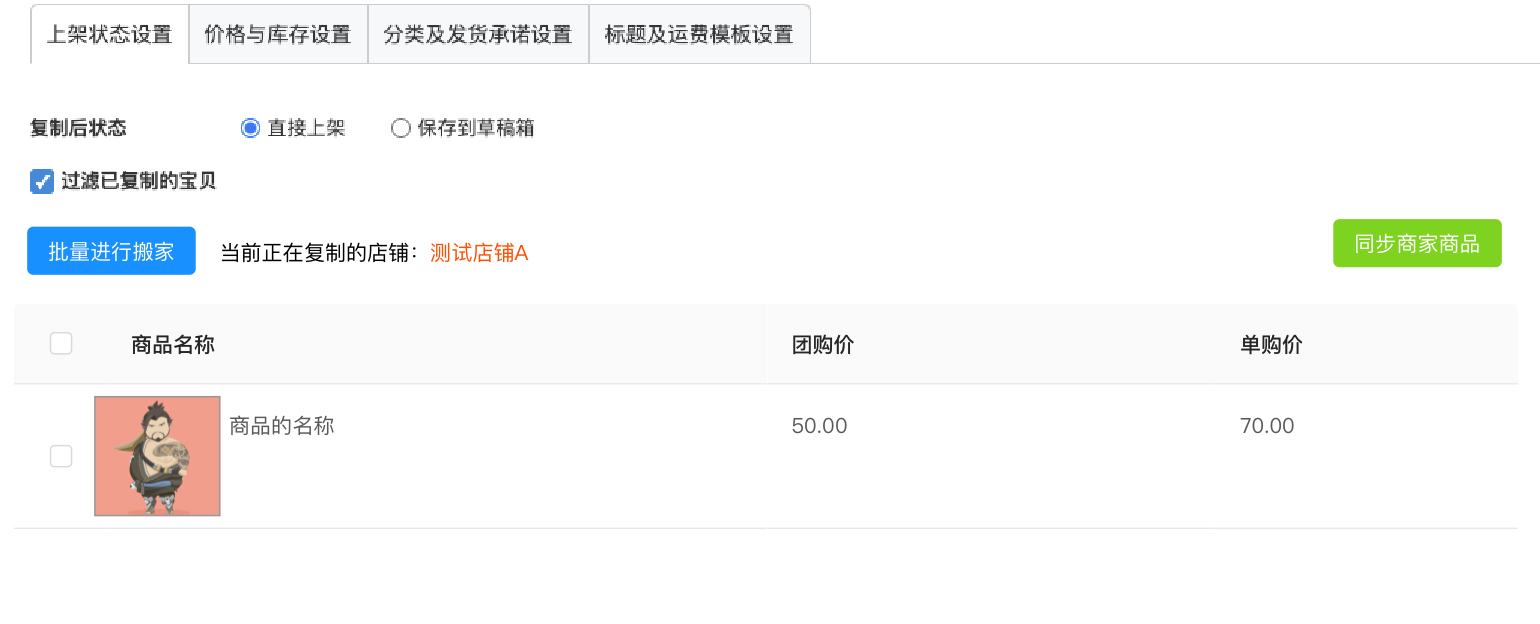 上架状态设置 价格与库存设置 分类及发货承诺设置 标题及运费模板设置
复制后状态 直接上架 保存到草稿箱
过滤已复制的宝贝
批量进行搬家 当前正在复制的店铺：测试店铺A 同步商家商品
商品名称 团购价 单购价
商品的名称 50.00 70.00